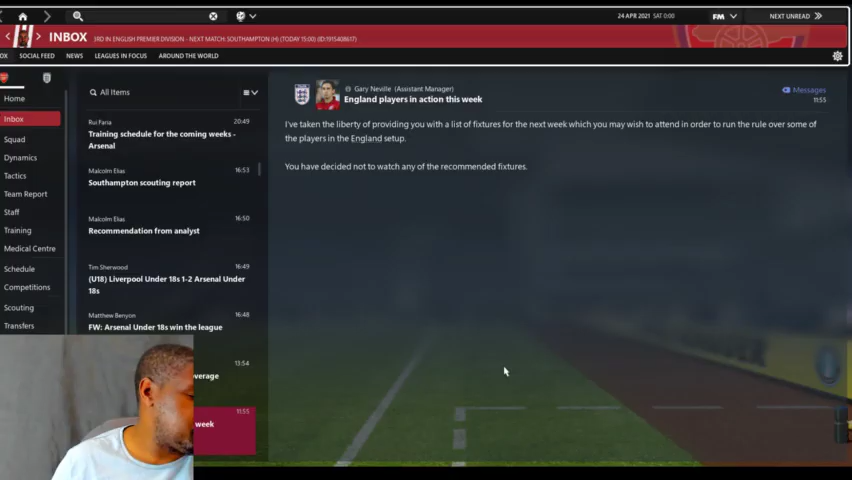 24 APR 2021 SAT 0:00
FM
NEXT UNREAD
INBOX
3RD IN ENGLISH PREMIER DIVISION - NEXT MATCH: SOUTHAMPTON (H) (TODAY 15:00) (ID:1915408617)
OX
SOCIAL FEED
NEWS
LEAGUES IN FOCUS
AROUND THE WORLD
Home
Inbox
Squad
Dynamics
Tactics
Team Report
Staff
Training
Medical Centre
Schedule
Competitions
Scouting
Transfers
All Items
Rui Faria 20:49
Training schedule for the coming weeks -
Arsenal
Malcolm Elias 16:53
Southampton scouting report
Malcolm Elias 16:50
Recommendation from analyst
Tim Sherwood 16:49
(U18) Liverpool Under 18s 1-2 Arsenal Under
18s
Matthew Benyon 16:48
FW: Arsenal Under 18s win the league
13:54
verage
11:55
week
Gary Neville (Assistant Manager)
England players in action this week
Messages
11:55
I've taken the liberty of providing you with a list of fixtures for the next week which you may wish to attend in order to run the rule over some of
the players in the England setup.
You have decided not to watch any of the recommended fixtures.